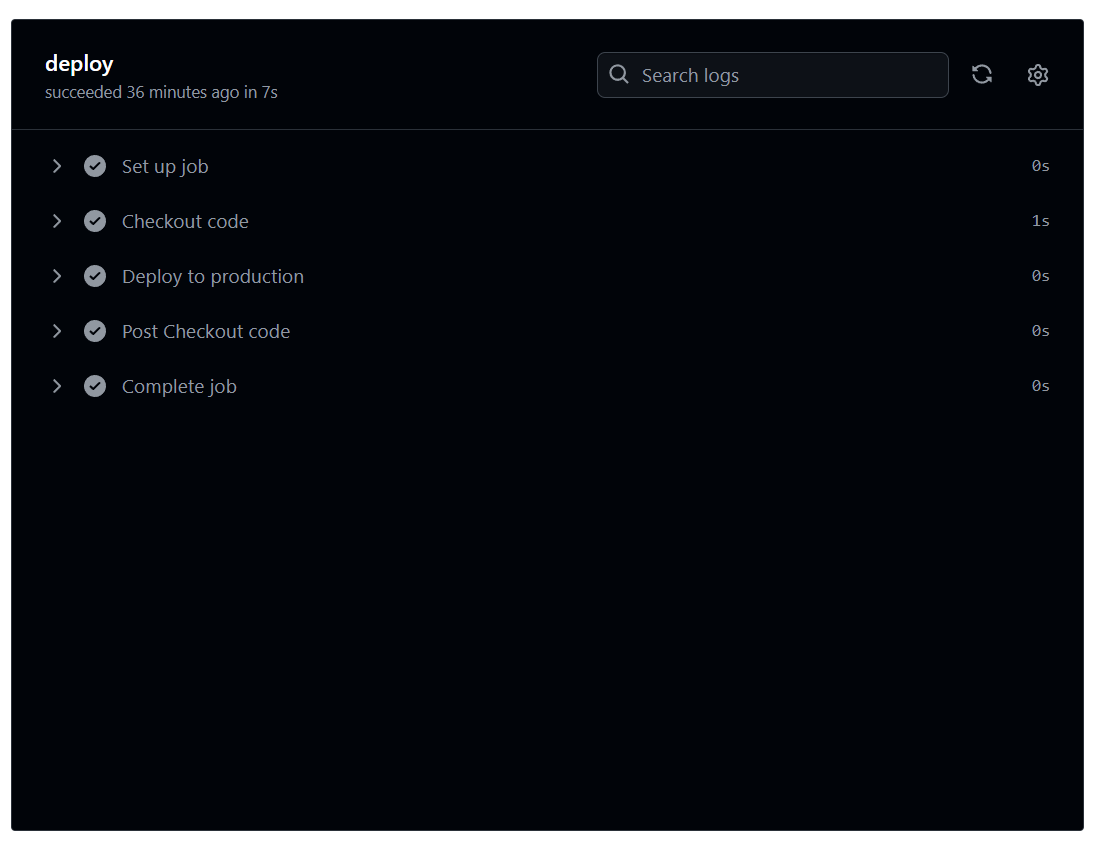 deploy
succeeded 36 minutes ago in 7s
Search logs
Set up job 0s
Checkout code 1s
Deploy to production 0s
Post Checkout code 0s
Complete job 0s